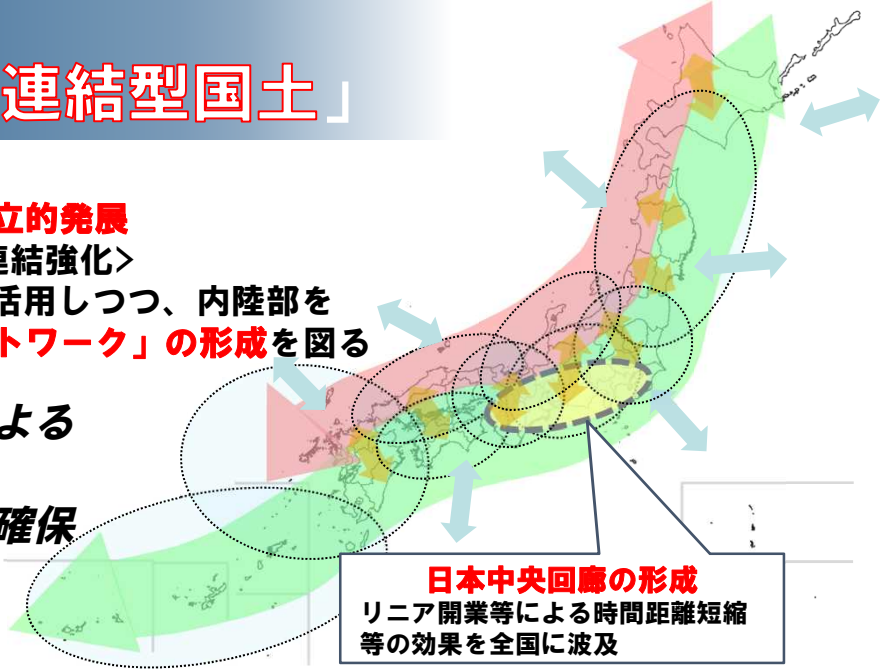 連結型国土」
立的発展
連結強化>
活用しつつ、内陸部を
トワーク」の形成を図る
よる
確保
日本中央回廊の形成
リニア開業等による時間距離短縮
等の効果を全国に波及